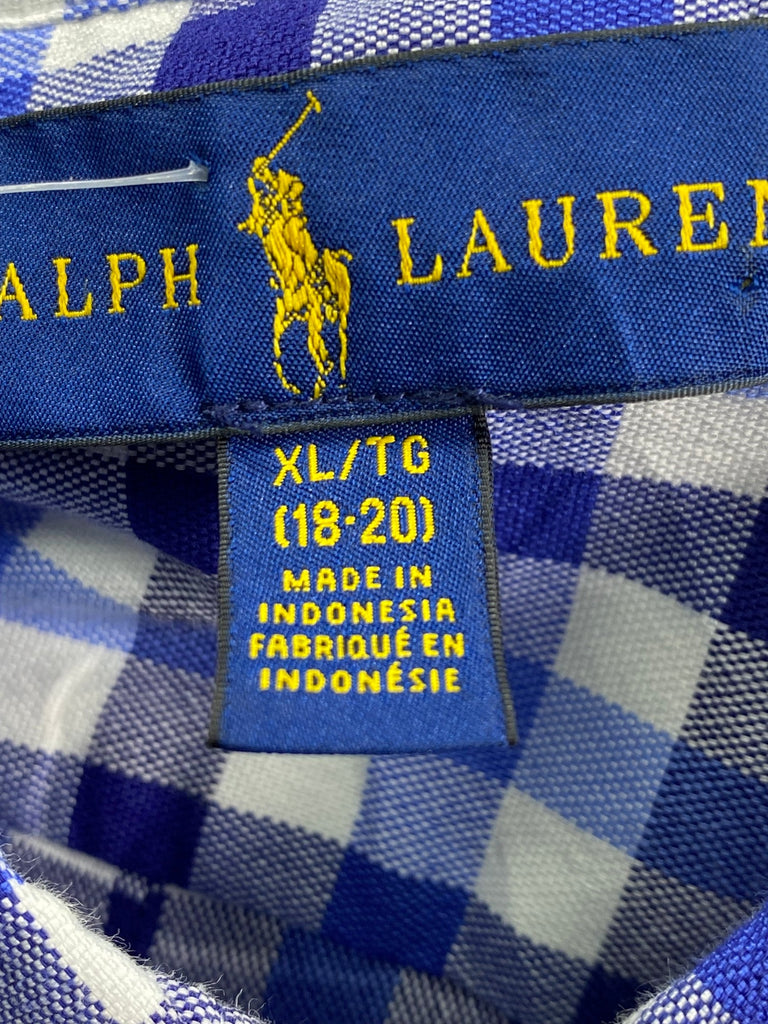 ALPH LAUREN
XL/TG
(18-20)
MADE IN
INDONESIA
FABRIQUÉ EN
INDONÉSIE